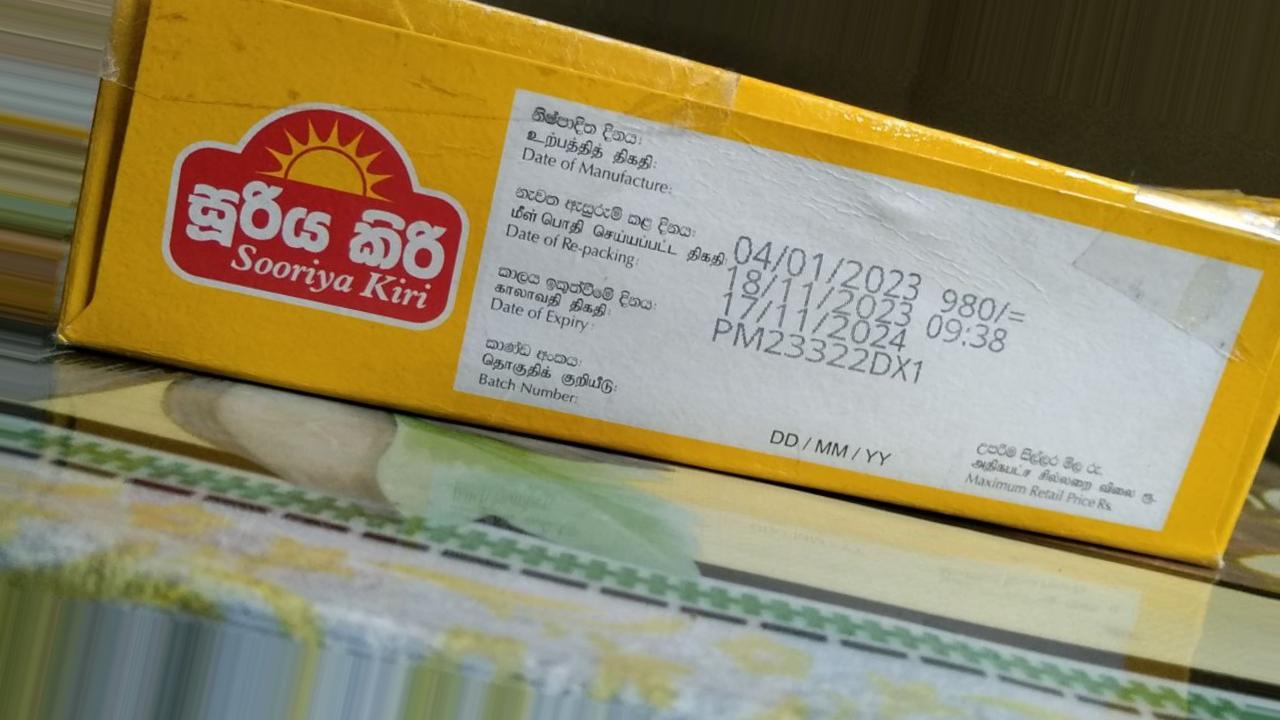 සූරිය කිරි
Sooriya Kiri
නිෂ්පාදිත දිනය:
உற்பத்தித் திகதி:
Date of Manufacture:
නැවත ඇසුරුම් කළ දිනය:
மீள் பொதி செய்யப்பட்ட திகதி:
Date of Re-packing:
කාලය ඉකුත්වීමේ දිනය:
காலாவதி திகதி:
Date of Expiry:
කාණ්ඩ අංකය:
தொகுதிக் குறியீடு:
Batch Number:
04/01/2023 980/=
18/11/2023 09:38
17/11/2024
PM23322DX1
DD / MM / YY
උපරිම සිල්ලර මිල රු.
அதிகபட்ச சில்லறை விலை ரூ.
Maximum Retail Price Rs.